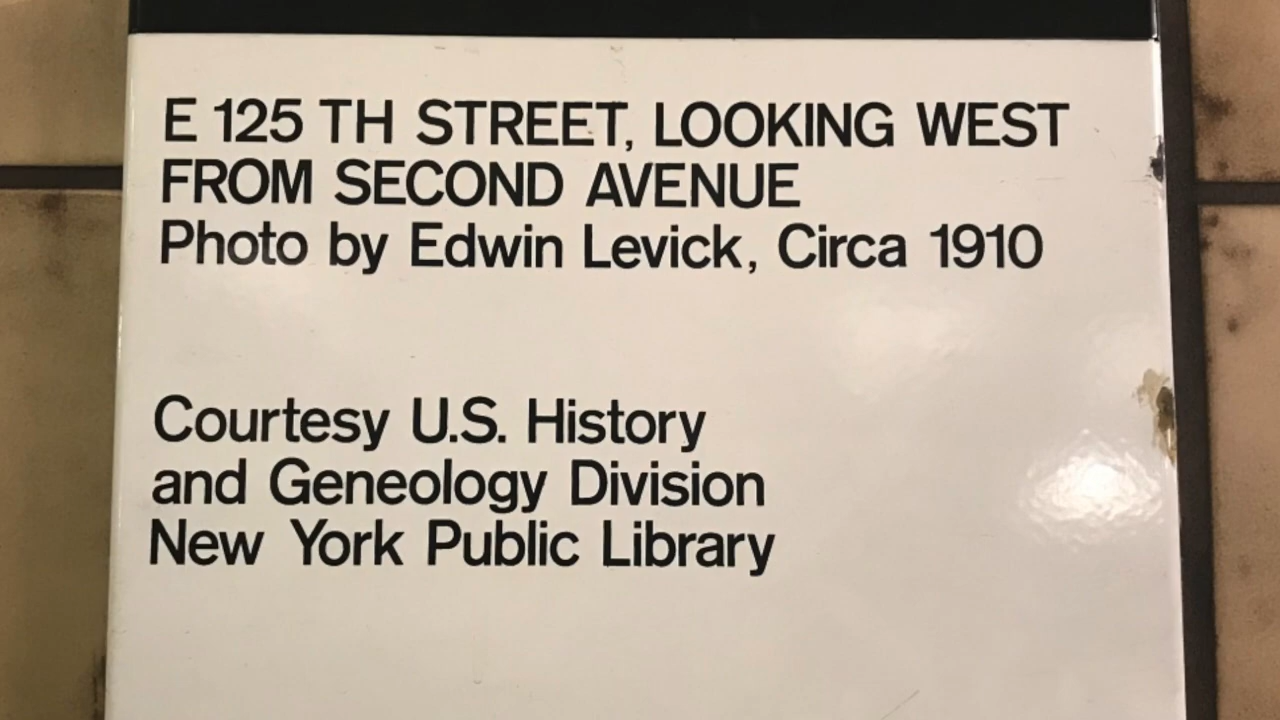 E 125 TH STREET, LOOKING WEST
FROM SECOND AVENUE
Photo by Edwin Levick, Circa 1910
Courtesy U.S. History
and Geneology Division
New York Public Library